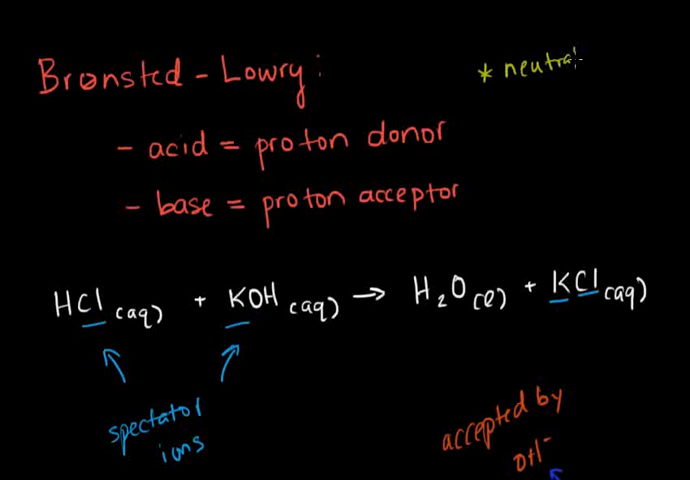 Bronsted - Lowry:
* neutral
- acid = proton donor
- base = proton acceptor
HCl (aq) + KOH (aq) → H₂O (l) + KCl (aq)
spectator
ions
accepted by
OH⁻